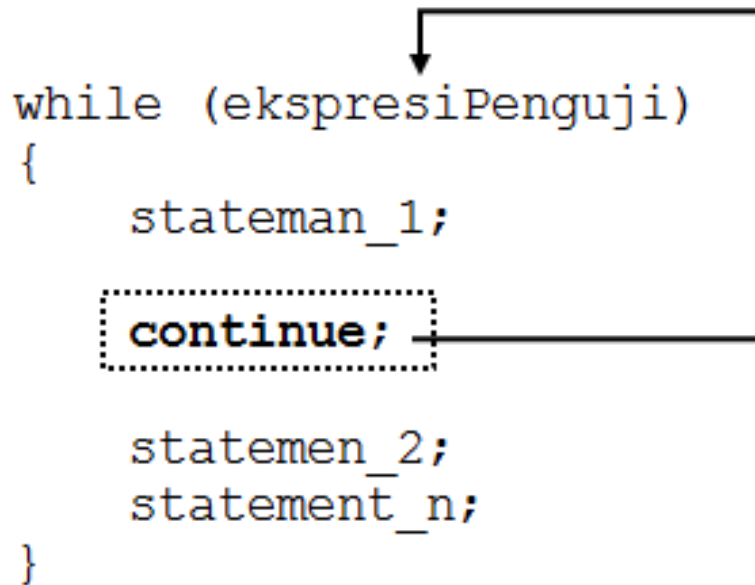 while (ekspresiPenguji)
{
stateman_1;
continue;
statemen_2;
statement_n;
}